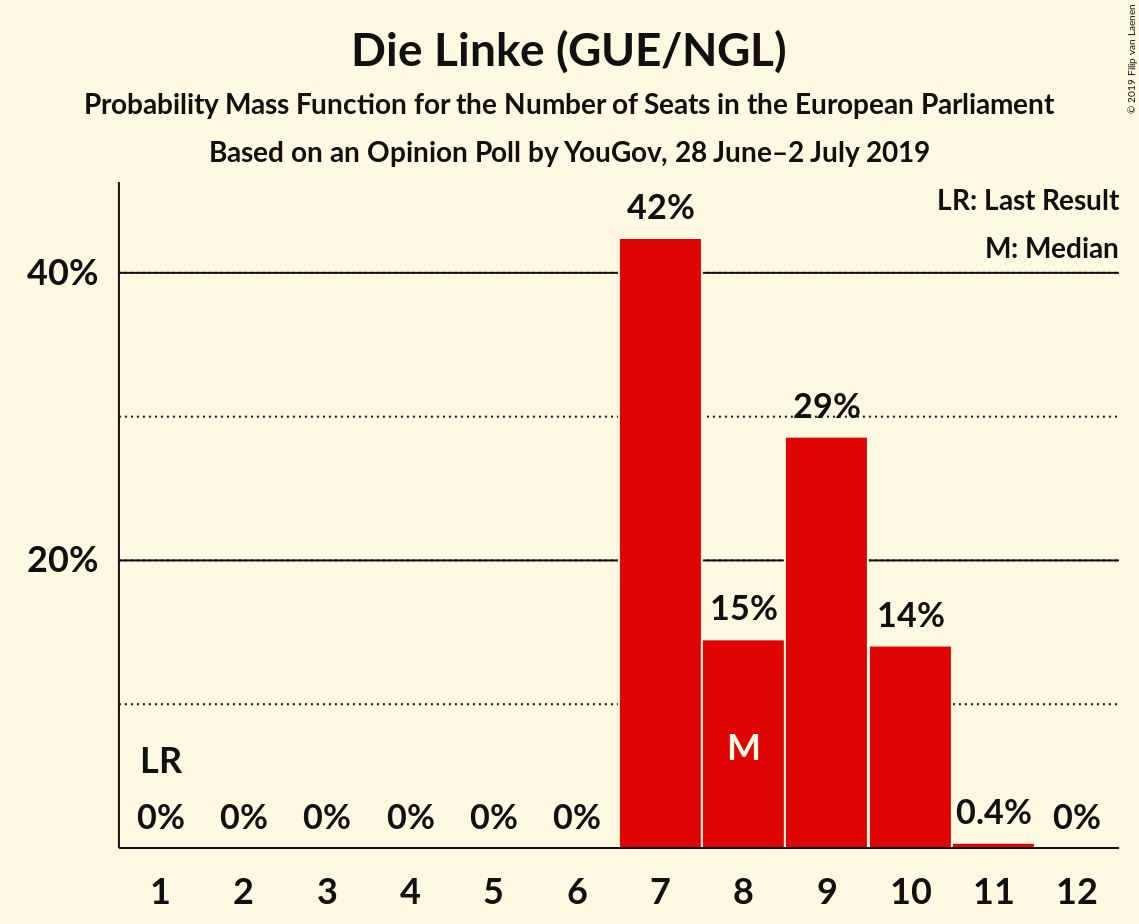 Die Linke (GUE/NGL)
Probability Mass Function for the Number of Seats in the European Parliament
Based on an Opinion Poll by YouGov, 28 June–2 July 2019
© 2019 Filip van Laenen
LR: Last Result
M: Median
42%
40%
29%
20%
15%
14%
M
LR
0%
0%
0%
0%
0%
0%
0.4%
0%
1 2 3 4 5 6 7 8 9 10 11 12